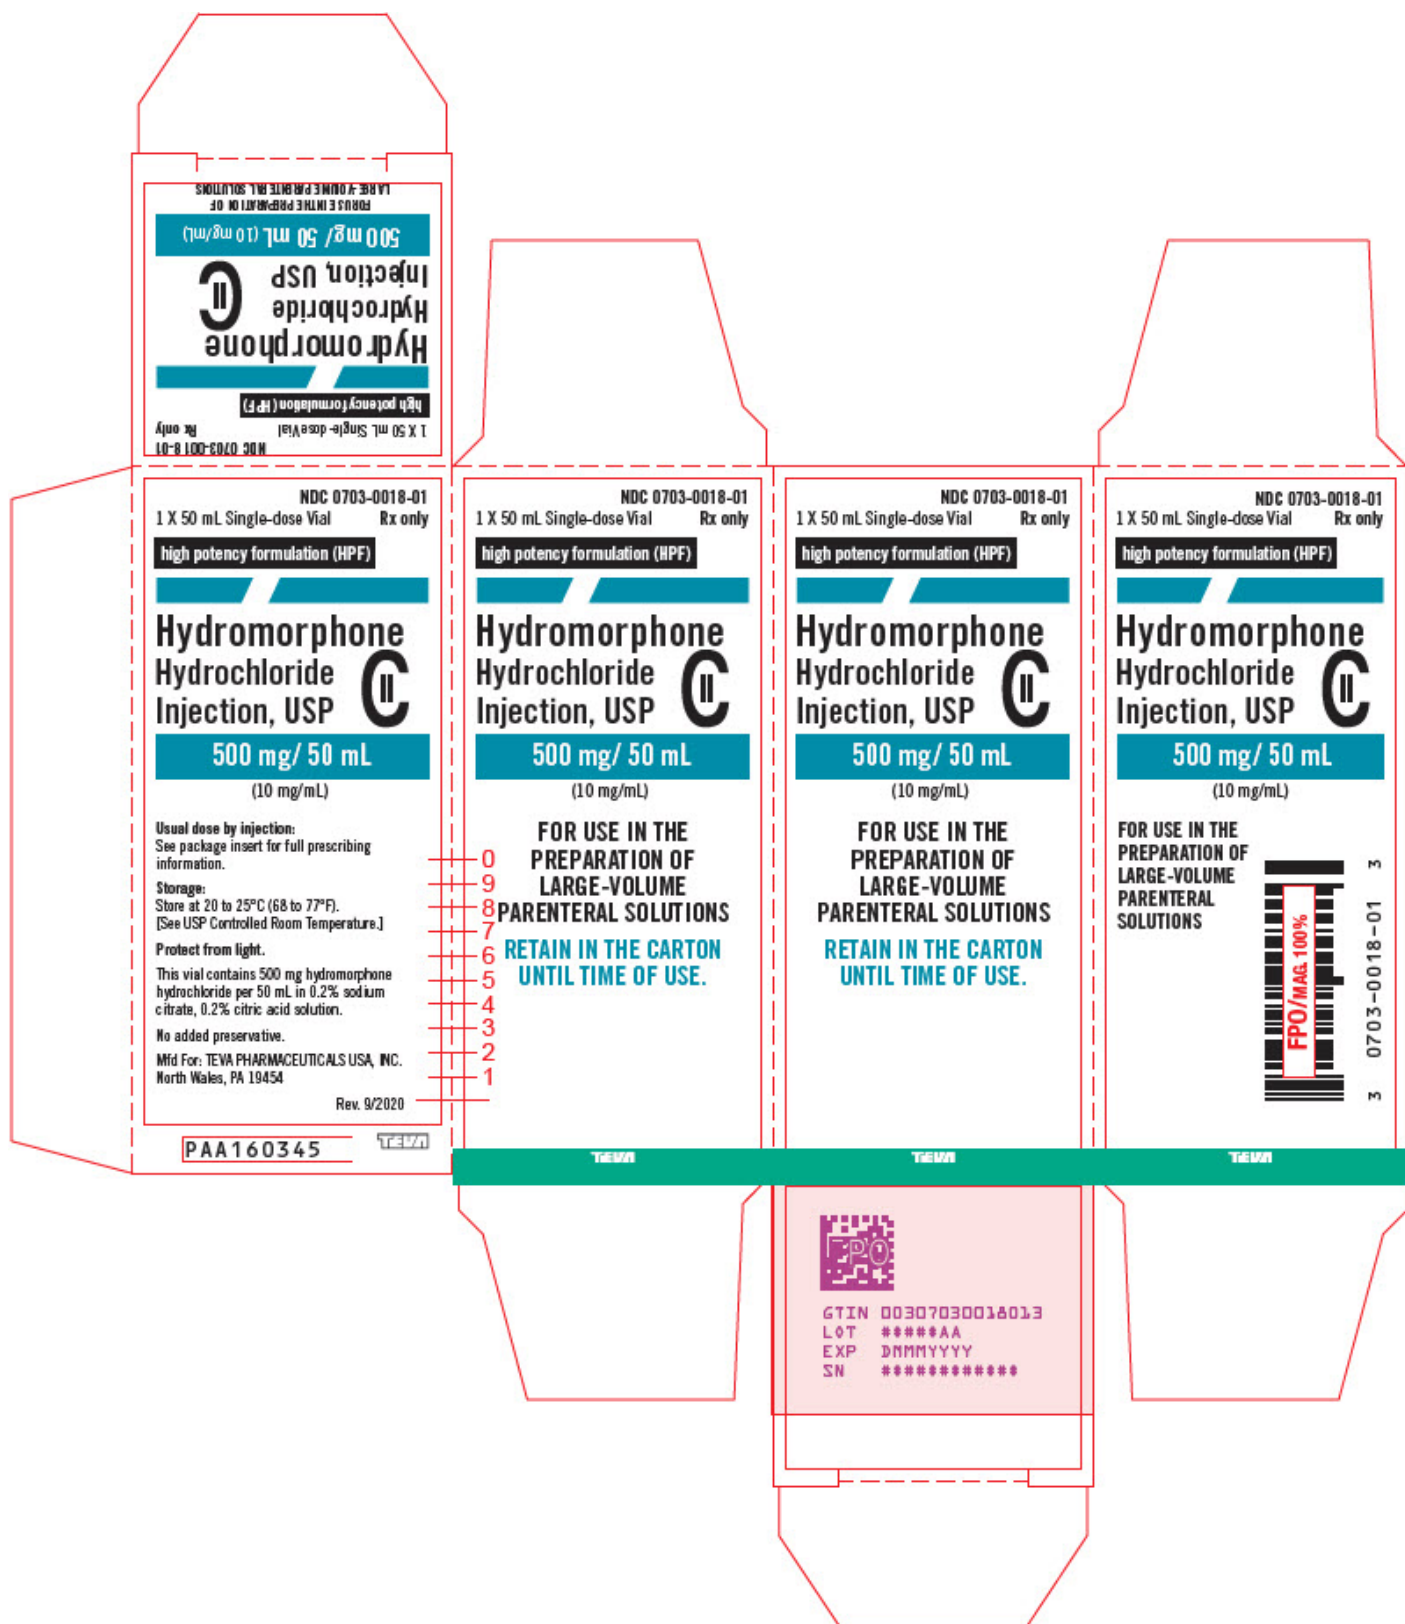 NDC 0703-0018-01
1 X 50 mL Single-dose Vial Rx only
high potency formulation (HPF)
Hydromorphone
Hydrochloride
Injection, USP CII
500 mg/ 50 mL (10 mg/mL)
FOR USE IN THE PREPARATION OF
LARGE-VOLUME PARENTERAL SOLUTIONS
NDC 0703-0018-01
1 X 50 mL Single-dose Vial Rx only
high potency formulation (HPF)
Hydromorphone
Hydrochloride
Injection, USP CII
500 mg/ 50 mL
(10 mg/mL)
Usual dose by injection:
See package insert for full prescribing
information.
Storage:
Store at 20 to 25°C (68 to 77°F).
[See USP Controlled Room Temperature.]
Protect from light.
This vial contains 500 mg hydromorphone
hydrochloride per 50 mL in 0.2% sodium
citrate, 0.2% citric acid solution.
No added preservative.
Mfd For: TEVA PHARMACEUTICALS USA, INC.
North Wales, PA 19454
Rev. 9/2020
PAA160345
TEVA
0
9
8
7
6
5
4
3
2
1
NDC 0703-0018-01
1 X 50 mL Single-dose Vial Rx only
high potency formulation (HPF)
Hydromorphone
Hydrochloride
Injection, USP CII
500 mg/ 50 mL
(10 mg/mL)
FOR USE IN THE
PREPARATION OF
LARGE-VOLUME
PARENTERAL SOLUTIONS
RETAIN IN THE CARTON
UNTIL TIME OF USE.
TEVA
NDC 0703-0018-01
1 X 50 mL Single-dose Vial Rx only
high potency formulation (HPF)
Hydromorphone
Hydrochloride
Injection, USP CII
500 mg/ 50 mL
(10 mg/mL)
FOR USE IN THE
PREPARATION OF
LARGE-VOLUME
PARENTERAL SOLUTIONS
RETAIN IN THE CARTON
UNTIL TIME OF USE.
TEVA
NDC 0703-0018-01
1 X 50 mL Single-dose Vial Rx only
high potency formulation (HPF)
Hydromorphone
Hydrochloride
Injection, USP CII
500 mg/ 50 mL
(10 mg/mL)
FOR USE IN THE
PREPARATION OF
LARGE-VOLUME
PARENTERAL
SOLUTIONS
FPO/MAG. 100%
3 0703-0018-01 3
TEVA
FPO
GTIN 00307030018013
LOT #####AA
EXP DMMMYYYY
SN ############